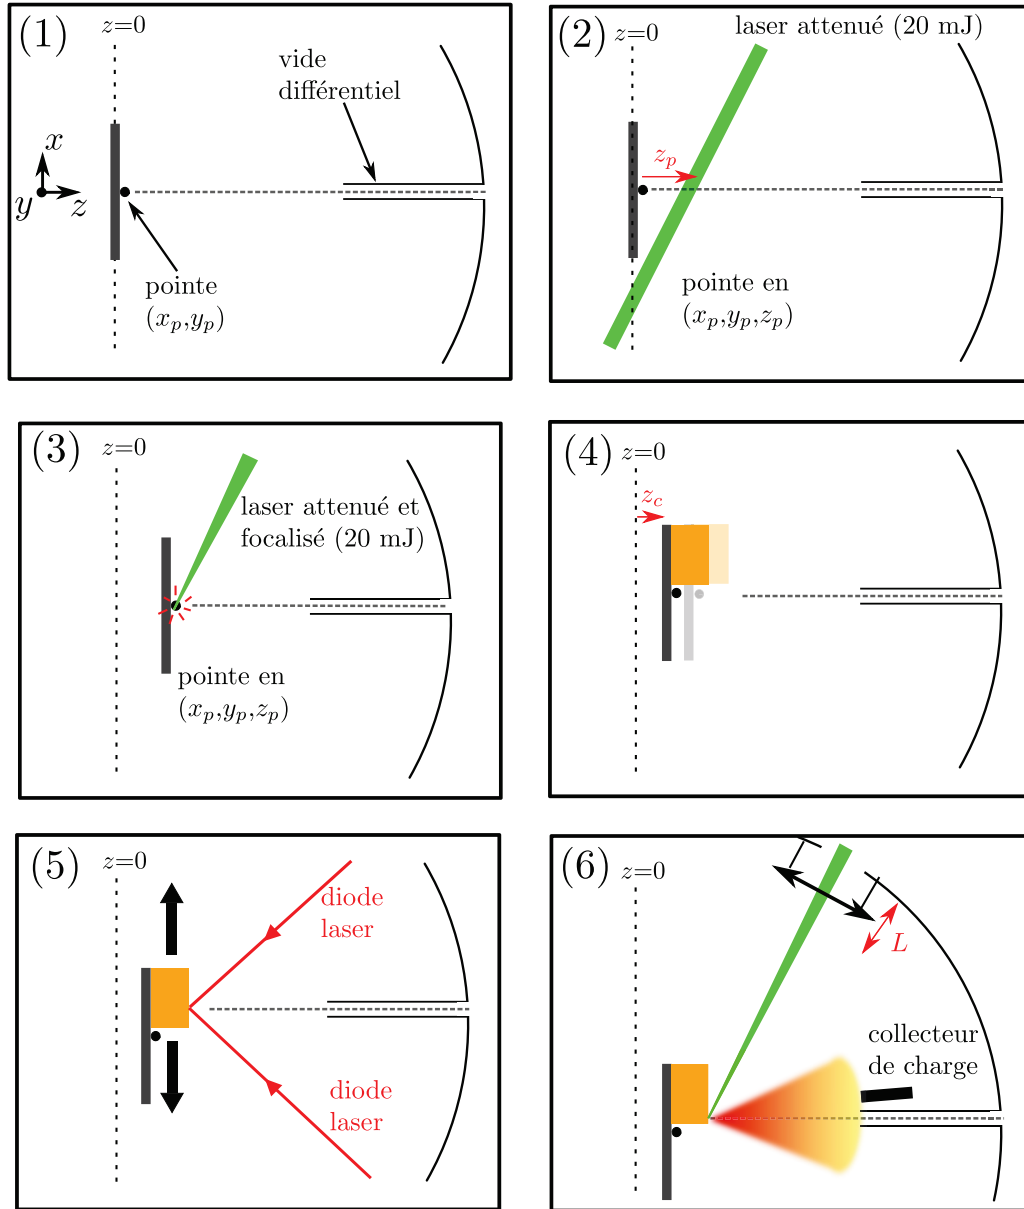 (1)
z=0
vide
différentiel
x
y
z
pointe
(x_p,y_p)
(2)
z=0
laser attenué (20 mJ)
z_p
pointe en
(x_p,y_p,z_p)
(3)
z=0
laser attenué et
focalisé (20 mJ)
pointe en
(x_p,y_p,z_p)
(4)
z=0
z_c
(5)
z=0
diode
laser
diode
laser
(6)
z=0
L
collecteur
de charge